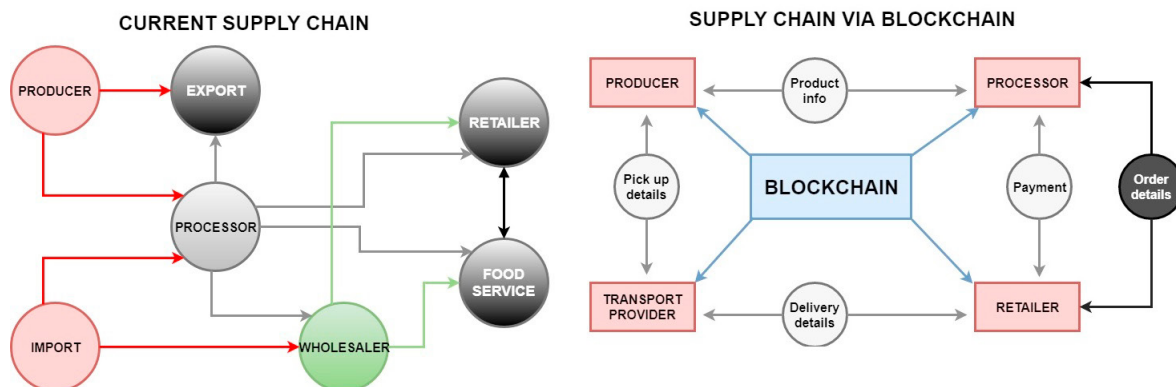 CURRENT SUPPLY CHAIN
PRODUCER
EXPORT
RETAILER
PROCESSOR
FOOD
SERVICE
IMPORT
WHOLESALER
SUPPLY CHAIN VIA BLOCKCHAIN
PRODUCER
Product
info
PROCESSOR
Pick up
details
BLOCKCHAIN
Payment
Order
details
TRANSPORT
PROVIDER
Delivery
details
RETAILER